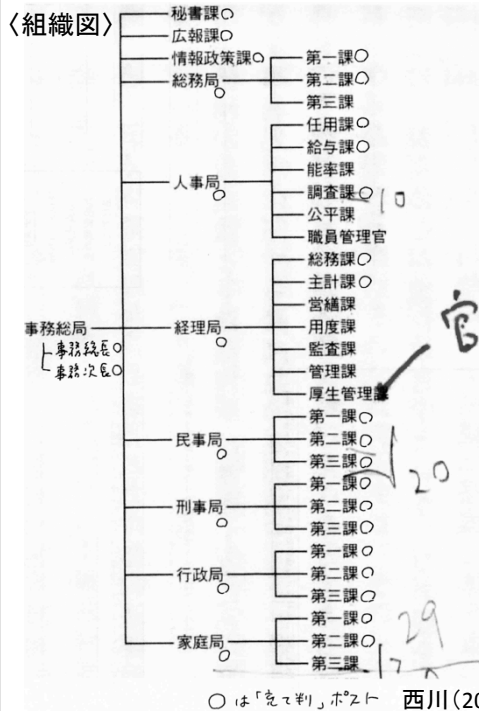 〈組織図〉
秘書課○
広報課○
情報政策課○
総務局○
第一課○
第二課○
第三課
人事局○
任用課○
給与課○
能率課
調査課○
公平課
職員管理官
10
事務総局
事務総長○
事務次長○
経理局○
総務課○
主計課○
営繕課
用度課
監査課
管理課
厚生管理課
官
民事局○
第一課○
第二課○
第三課○
20
刑事局○
第一課○
第二課○
第三課○
行政局○
第一課○
第二課○
第三課○
家庭局○
第一課○
第二課○
第三課
29
○は「充て判」ポスト
西川(20